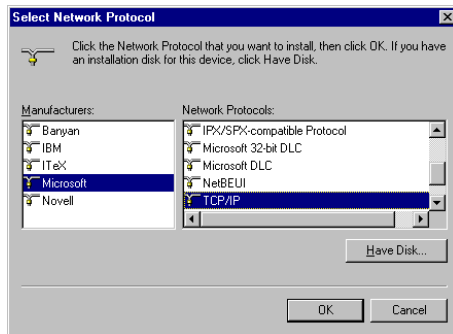 Select Network Protocol
Click the Network Protocol that you want to install, then click OK. If you have
an installation disk for this device, click Have Disk.
Manufacturers:
Banyan
IBM
ITeX
Microsoft
Novell
Network Protocols:
IPX/SPX-compatible Protocol
Microsoft 32-bit DLC
Microsoft DLC
NetBEUI
TCP/IP
Have Disk...
OK
Cancel